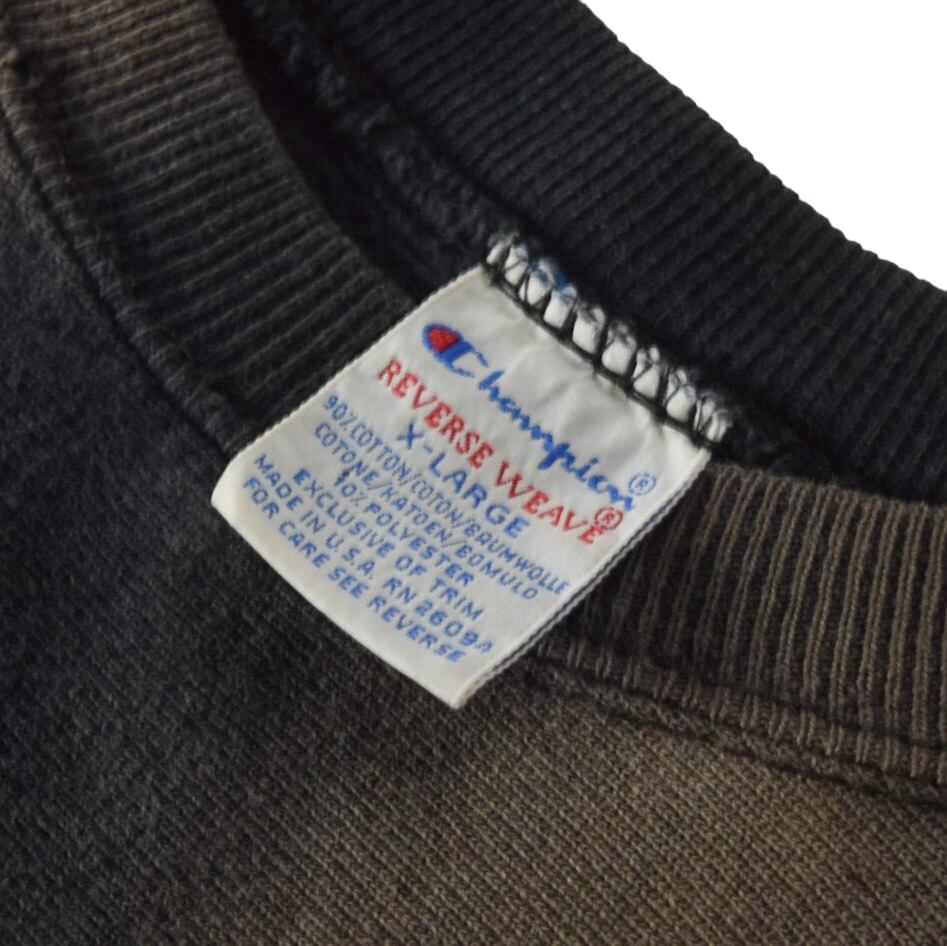 Champion®
REVERSE WEAVE®
X-LARGE
90%COTTON/COTON/BAUMWOLLE
COTONE/KATOEN/BOMULD
10%POLYESTER
EXCLUSIVE OF TRIM
MADE IN U.S.A. RN 26094
FOR CARE SEE REVERSE